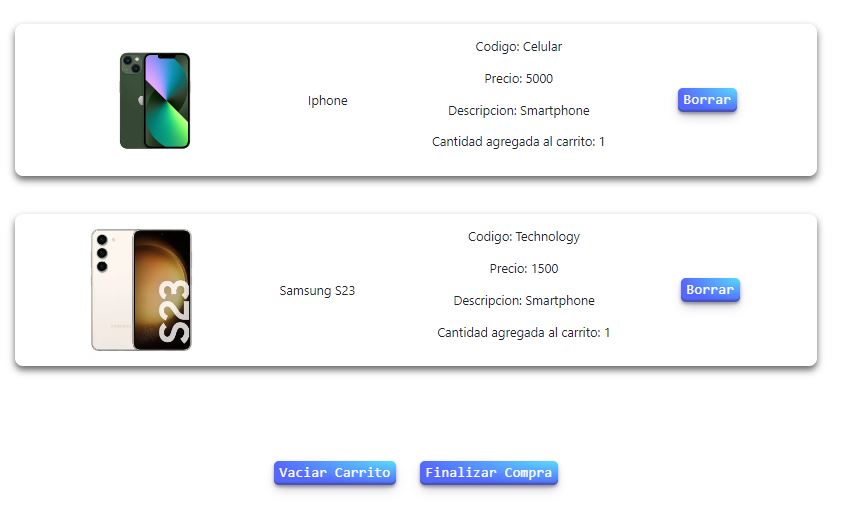 Codigo: Celular
Precio: 5000
Iphone
Borrar
Descripcion: Smartphone
Cantidad agregada al carrito: 1
Codigo: Technology
Precio: 1500
Samsung S23
Borrar
Descripcion: Smartphone
Cantidad agregada al carrito: 1
S23
Vaciar Carrito
Finalizar Compra